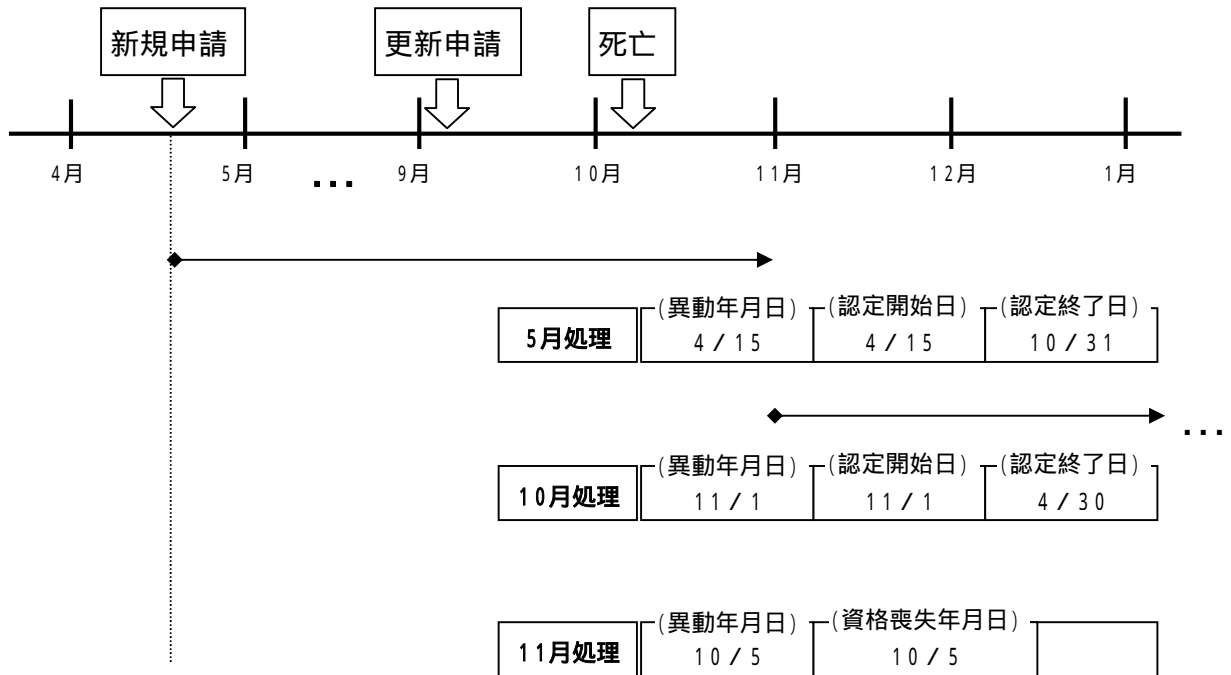 新規申請 更新申請 死亡
4月 5月 ... 9月 10月 11月 12月 1月
(異動年月日) (認定開始日) (認定終了日)
5月処理 4/15 4/15 10/31
...
(異動年月日) (認定開始日) (認定終了日)
10月処理 11/1 11/1 4/30
(異動年月日) (資格喪失年月日)
11月処理 10/5 10/5